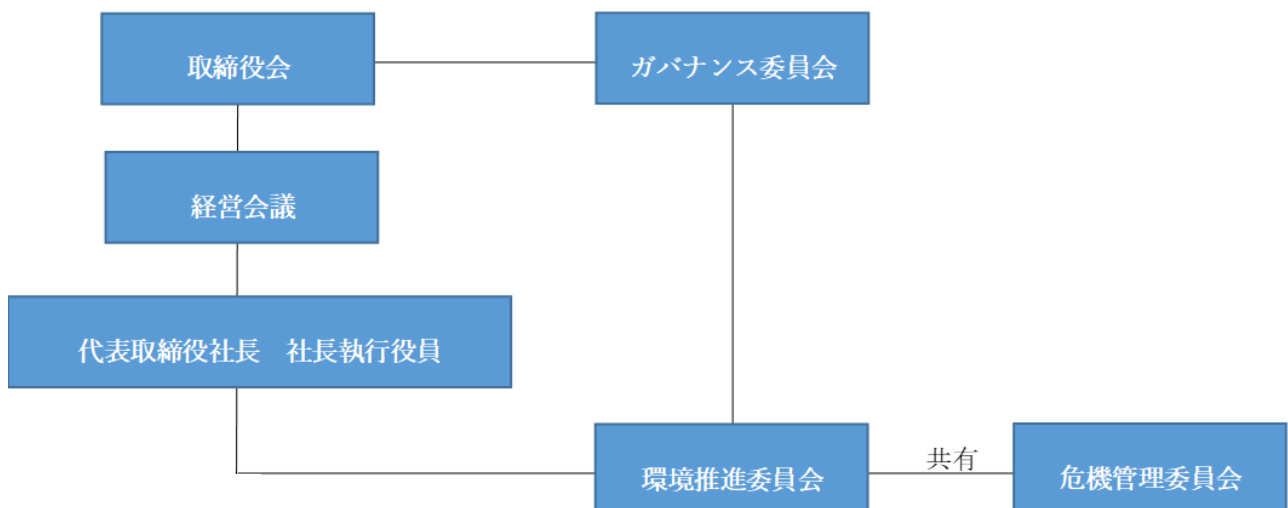 取締役会
ガバナンス委員会
経営会議
代表取締役社長　社長執行役員
環境推進委員会
共有
危機管理委員会